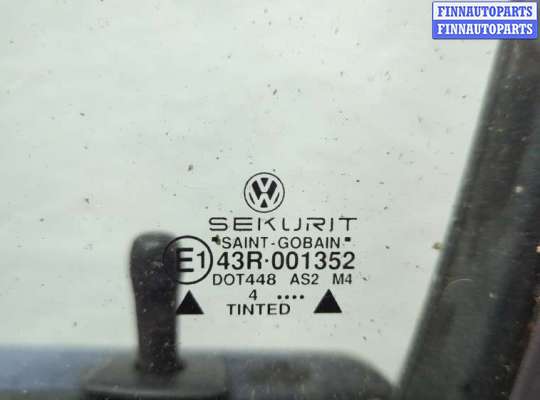 FINNAUTOPARTS
FINNAUTOPARTS
SEKURIT
"SAINT-GOBAIN"
E1 43R·001352
DOT448 AS2 M4
4 ....
TINTED